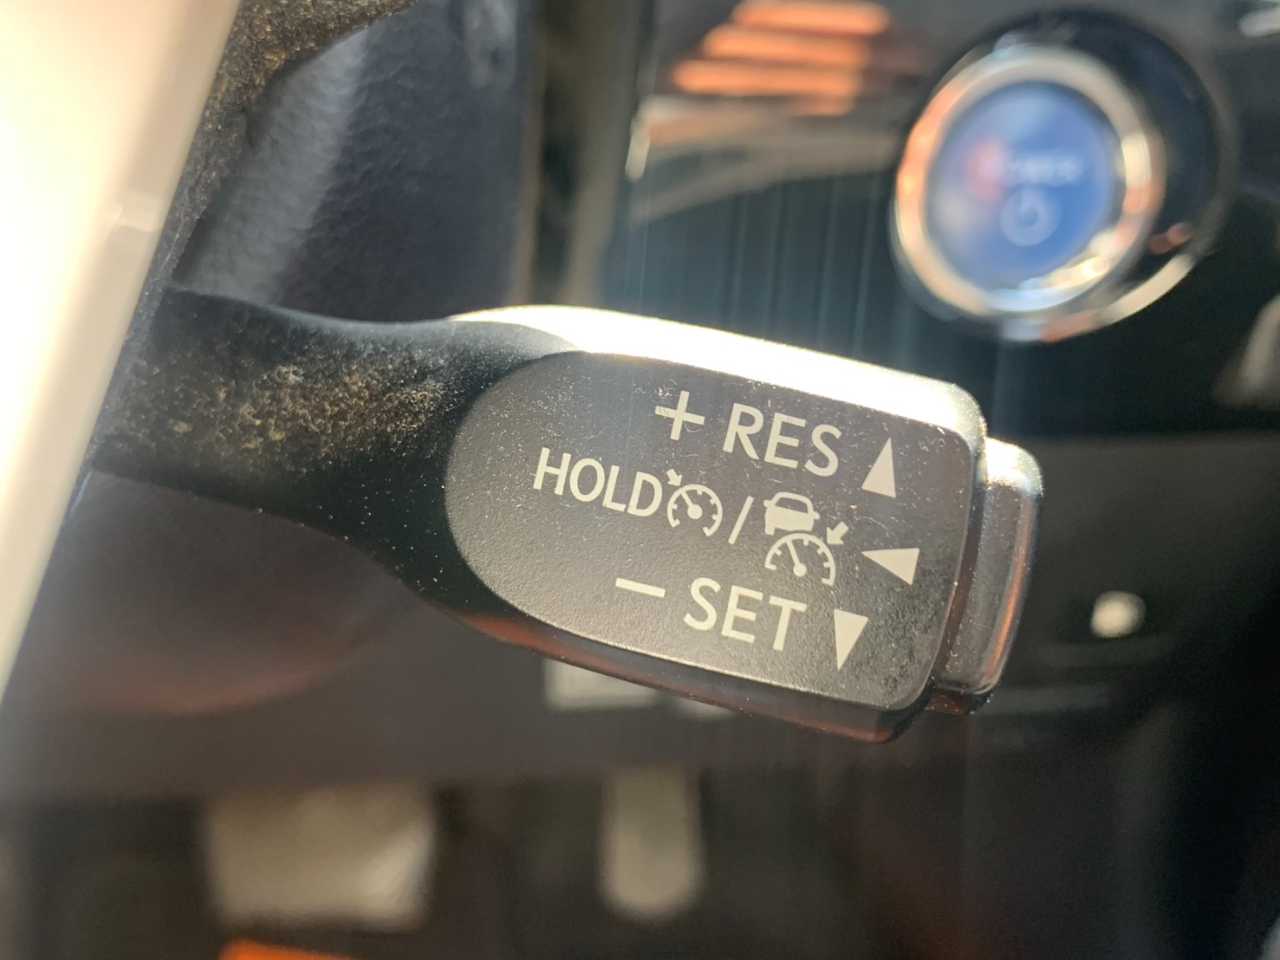 + RES
HOLD /
– SET